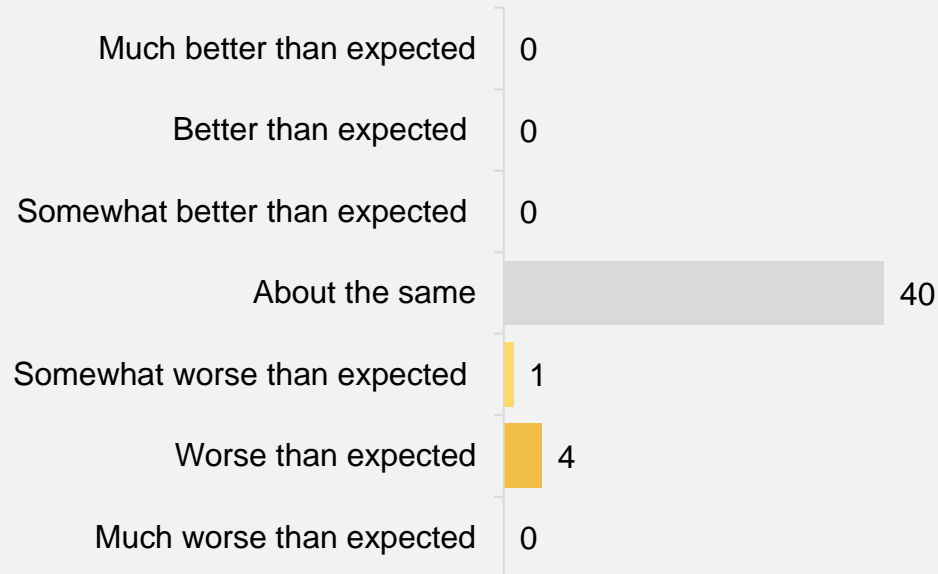 Much better than expected 0
Better than expected 0
Somewhat better than expected 0
About the same 40
Somewhat worse than expected 1
Worse than expected 4
Much worse than expected 0